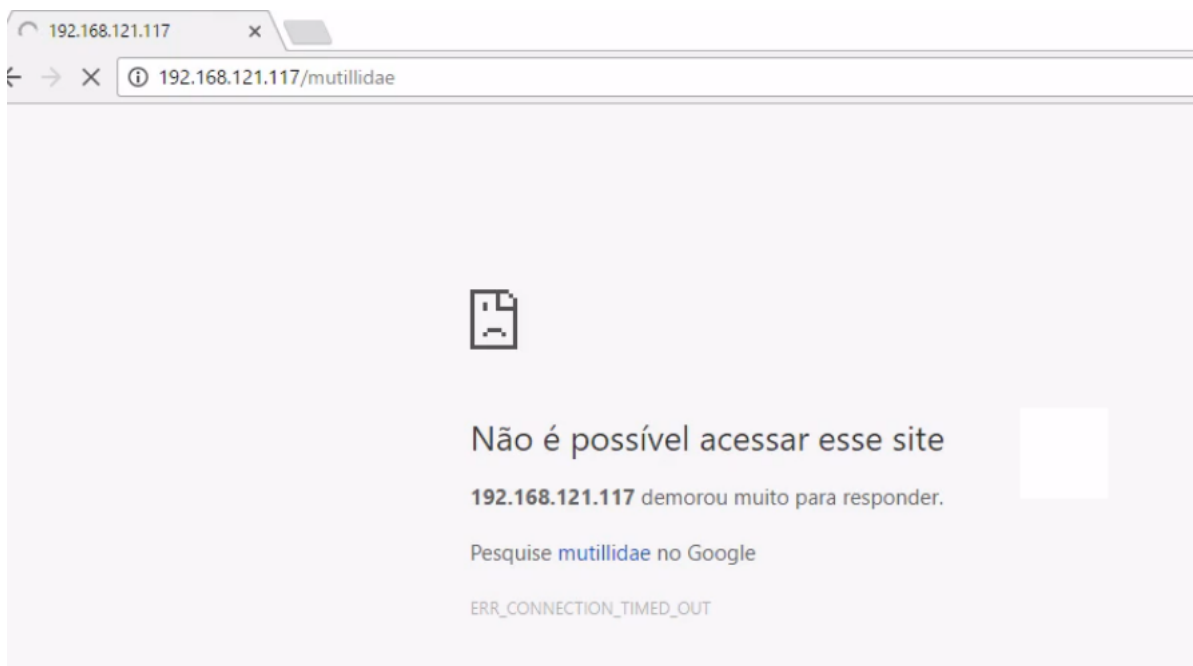 192.168.121.117
192.168.121.117/mutillidae
Não é possível acessar esse site
192.168.121.117 demorou muito para responder.
Pesquise mutillidae no Google
ERR_CONNECTION_TIMED_OUT